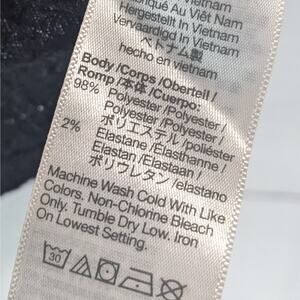 Fabriqué Au Việt Nam
Hergestellt In Vietnam
Vervaardigd In Vietnam
ベトナム製
hecho en vietnam
Body/Corps/Oberteil/
Romp/本体/Cuerpo:
98% Polyester/Polyester/
Polyester/Polyester/
ポリエステル/poliéster
2% Elastane/Élasthanne/
Elastan/Elastaan/
ポリウレタン/elastano
Machine Wash Cold With Like
Colors. Non-Chlorine Bleach
Only. Tumble Dry Low. Iron
On Lowest Setting.
30